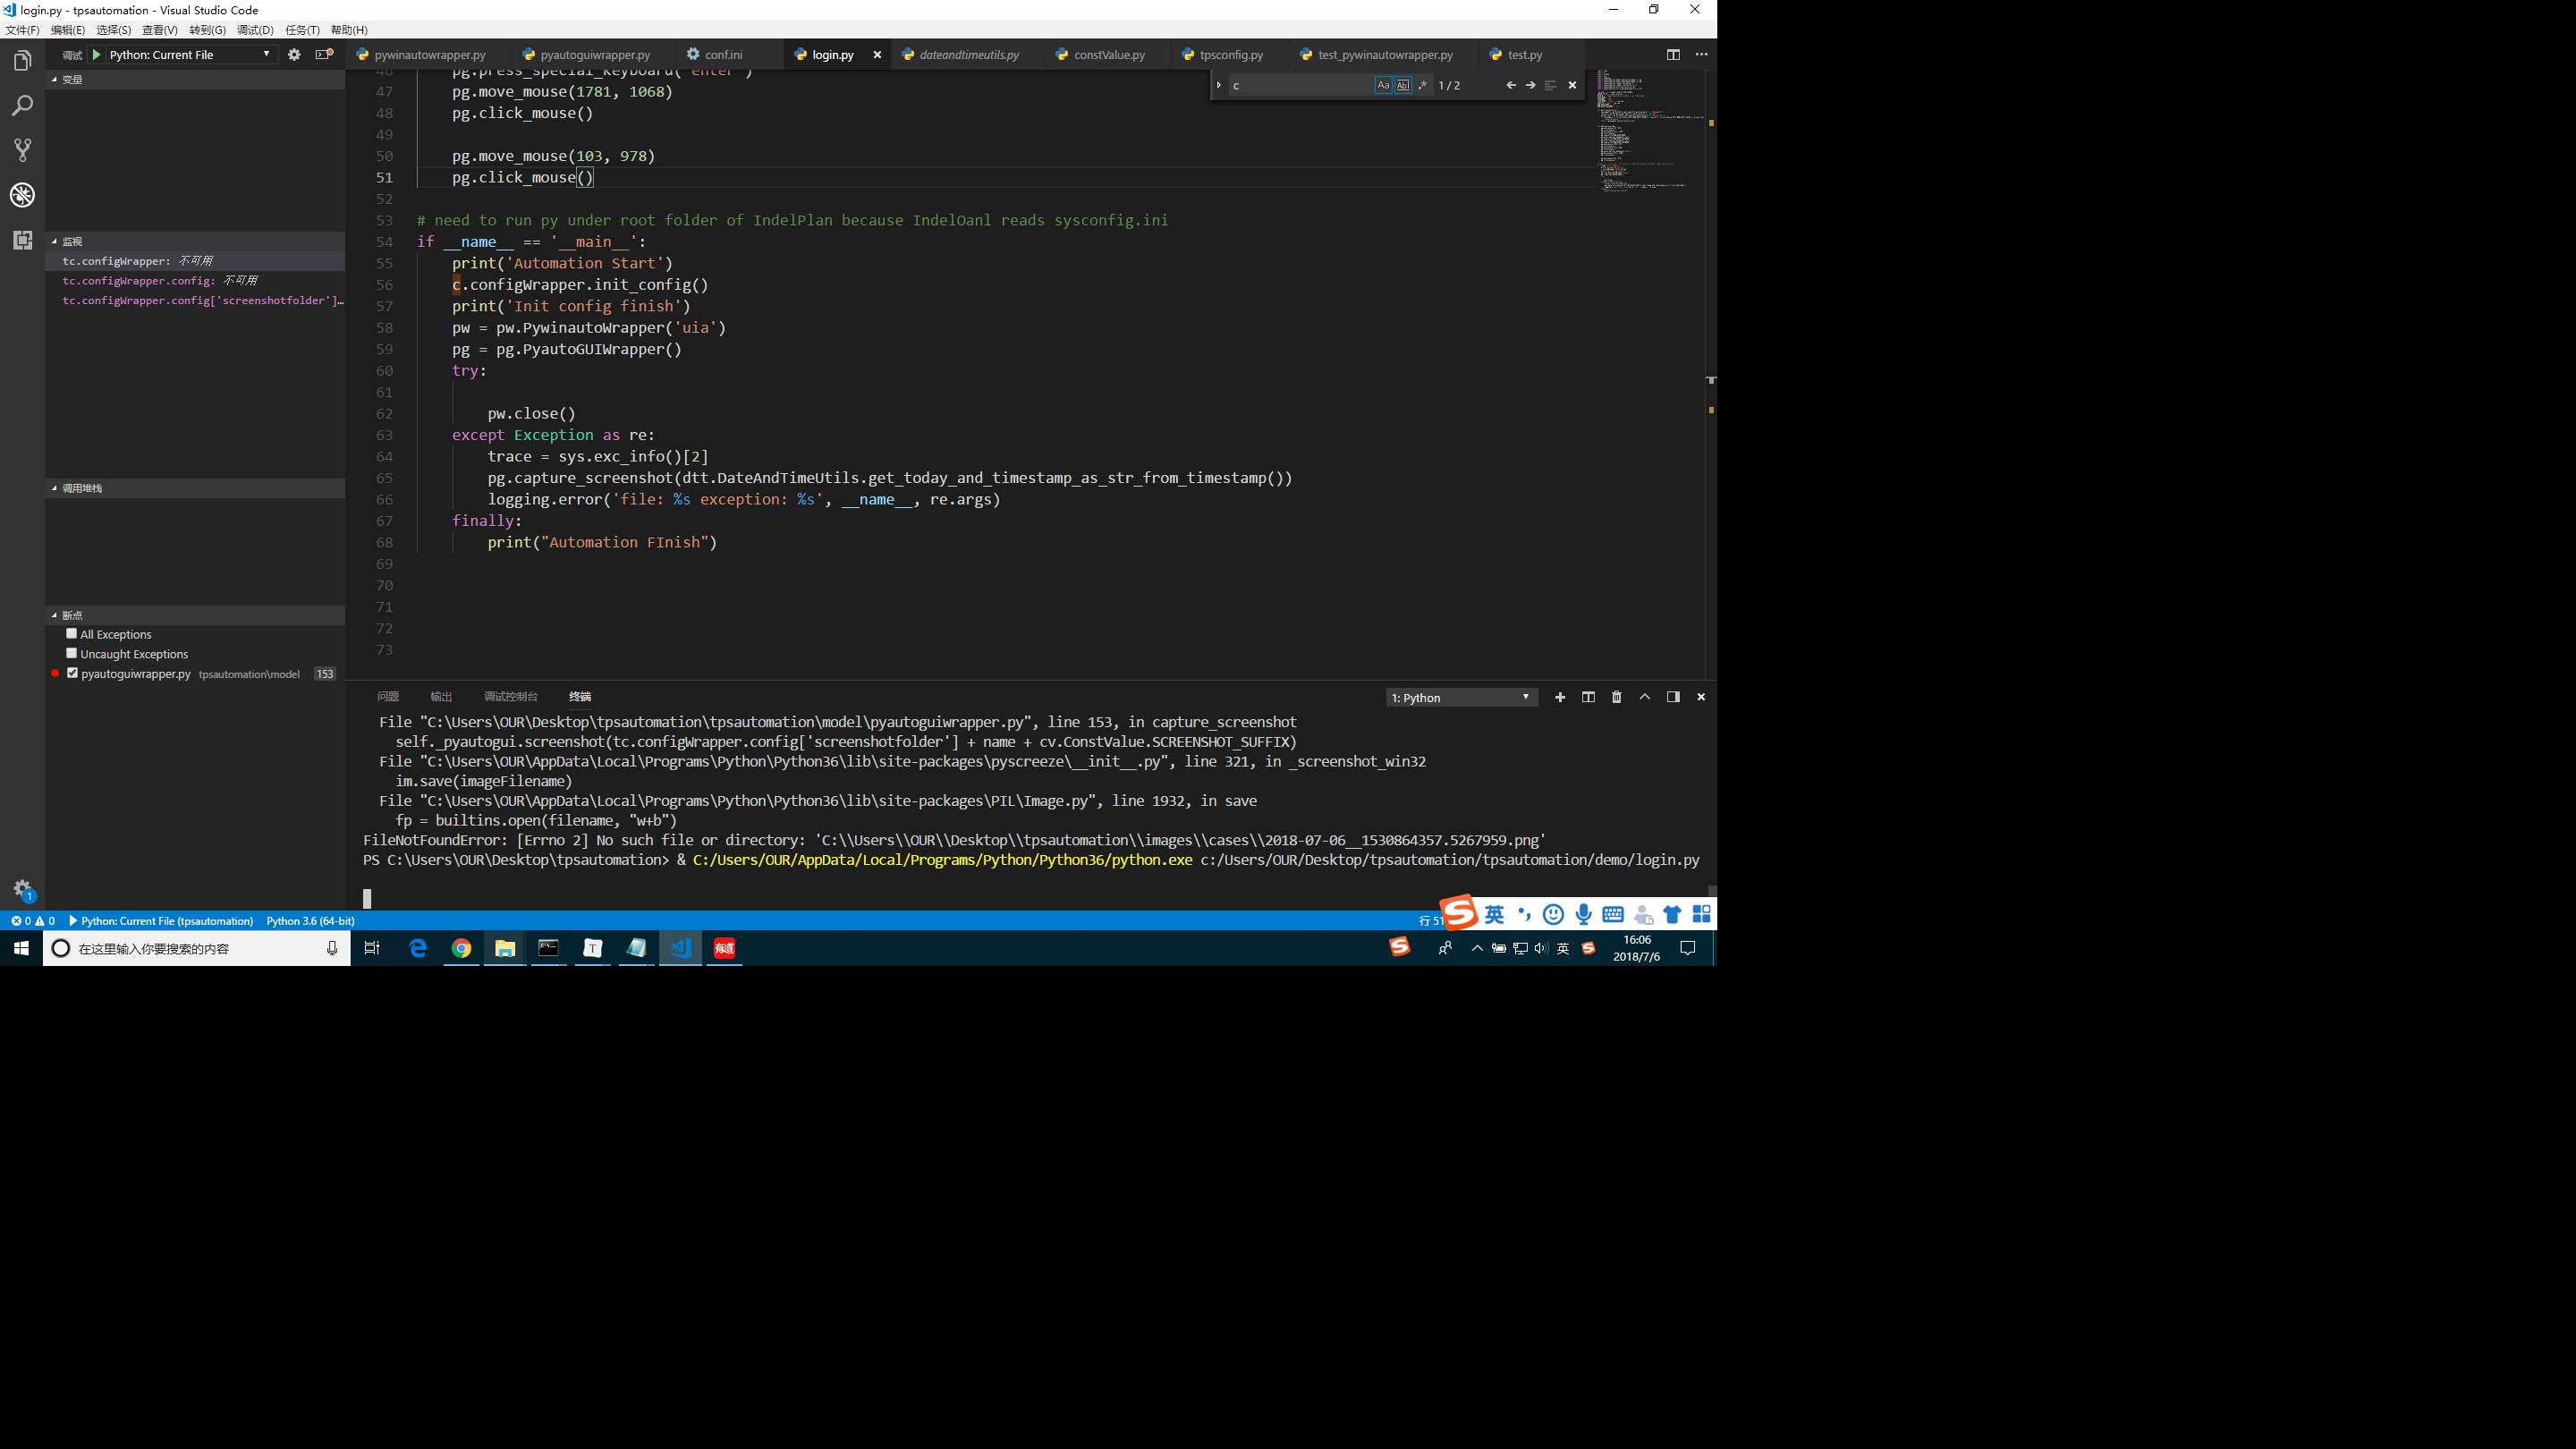 login.py - tpsautomation - Visual Studio Code
文件(F) 编辑(E) 选择(S) 查看(V) 转到(G) 调试(D) 任务(T) 帮助(H)
调试 Python: Current File
pywinautowrapper.py pyautoguiwrapper.py conf.ini login.py dateandtimeutils.py constValue.py tpsconfig.py test_pywinautowrapper.py test.py
变量
c Aa Abl .* 1 / 2
46 pg.press_special_keyboard('enter')
47 pg.move_mouse(1781, 1068)
48 pg.click_mouse()
49
50 pg.move_mouse(103, 978)
51 pg.click_mouse()
52
53 # need to run py under root folder of IndelPlan because IndelOanl reads sysconfig.ini
54 if __name__ == '__main__':
55 print('Automation Start')
56 c.configWrapper.init_config()
57 print('Init config finish')
58 pw = pw.PywinautoWrapper('uia')
59 pg = pg.PyautoGUIWrapper()
60 try:
61
62 pw.close()
63 except Exception as re:
64 trace = sys.exc_info()[2]
65 pg.capture_screenshot(dtt.DateAndTimeUtils.get_today_and_timestamp_as_str_from_timestamp())
66 logging.error('file: %s exception: %s', __name__, re.args)
67 finally:
68 print("Automation FInish")
69
70
71
72
73
监视
tc.configWrapper: 不可用
tc.configWrapper.config: 不可用
tc.configWrapper.config['screenshotfolder']…
调用堆栈
断点
All Exceptions
Uncaught Exceptions
pyautoguiwrapper.py tpsautomation\model 153
问题 输出 调试控制台 终端 1: Python
File "C:\Users\OUR\Desktop\tpsautomation\tpsautomation\model\pyautoguiwrapper.py", line 153, in capture_screenshot
self._pyautogui.screenshot(tc.configWrapper.config['screenshotfolder'] + name + cv.ConstValue.SCREENSHOT_SUFFIX)
File "C:\Users\OUR\AppData\Local\Programs\Python\Python36\lib\site-packages\pyscreeze\__init__.py", line 321, in _screenshot_win32
im.save(imageFilename)
File "C:\Users\OUR\AppData\Local\Programs\Python\Python36\lib\site-packages\PIL\Image.py", line 1932, in save
fp = builtins.open(filename, "w+b")
FileNotFoundError: [Errno 2] No such file or directory: 'C:\\Users\\OUR\\Desktop\\tpsautomation\\images\\cases\\2018-07-06__1530864357.5267959.png'
PS C:\Users\OUR\Desktop\tpsautomation> & C:/Users/OUR/AppData/Local/Programs/Python/Python36/python.exe c:/Users/OUR/Desktop/tpsautomation/tpsautomation/demo/login.py
1
0 0 Python: Current File (tpsautomation) Python 3.6 (64-bit) 行 51
S 英
在这里输入你要搜索的内容 T 有道 S 英 S
16:06
2018/7/6